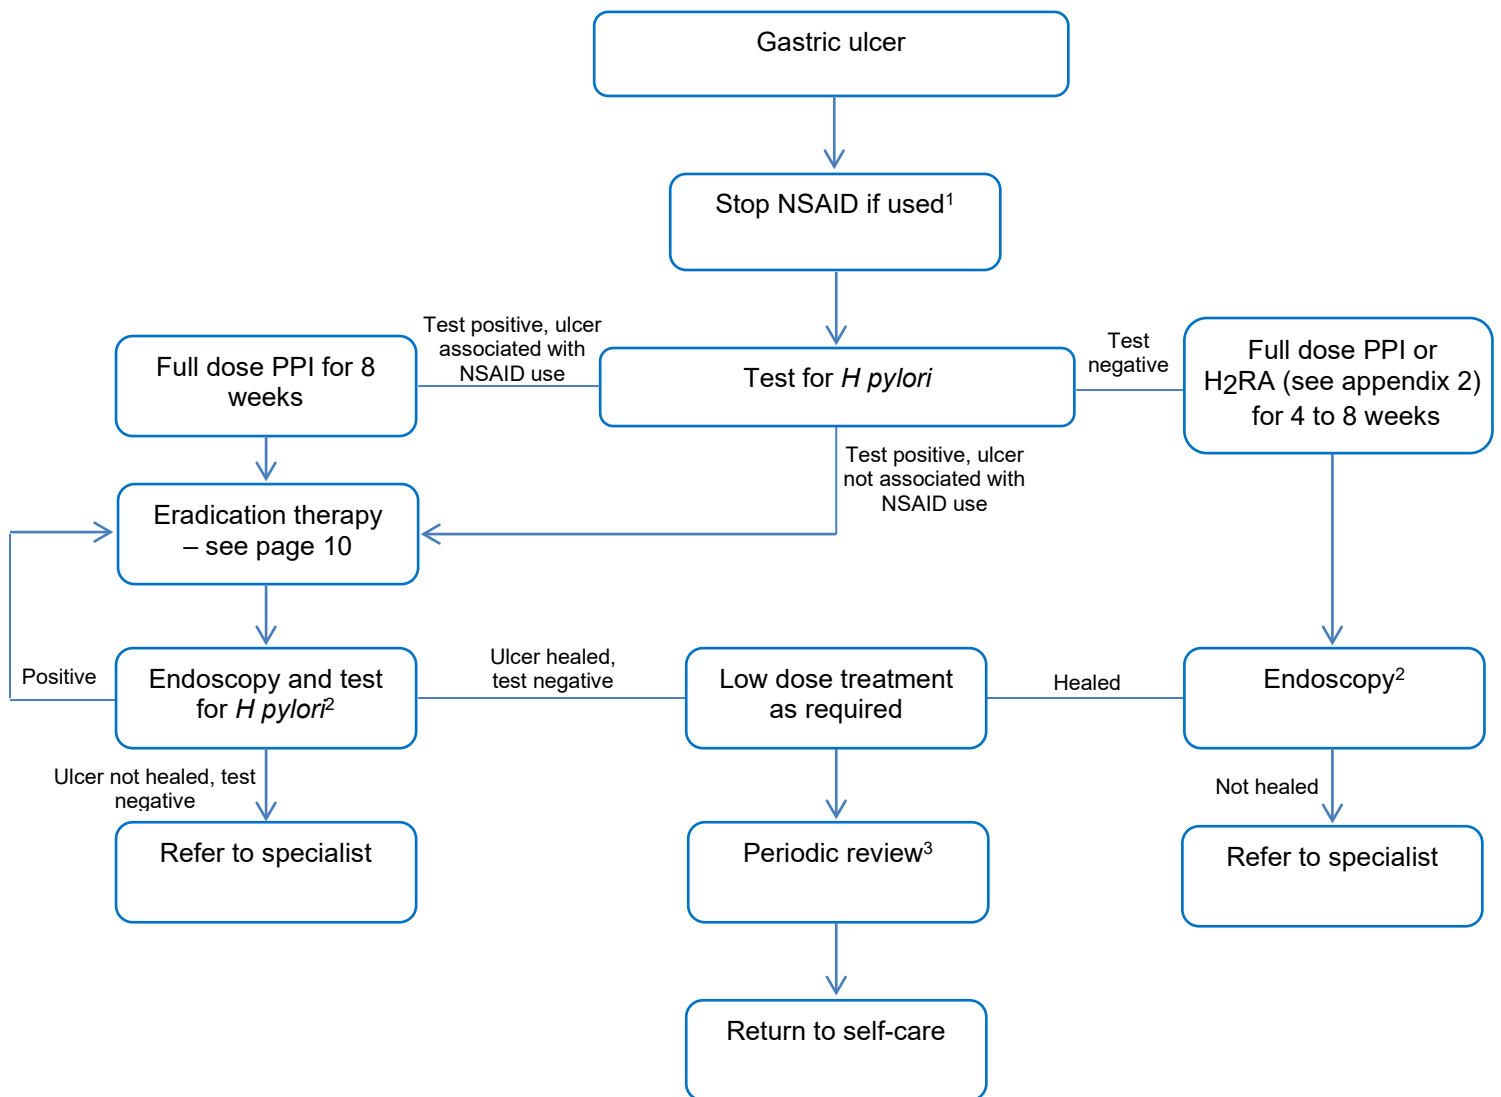 Gastric ulcer
Stop NSAID if used¹
Test positive, ulcer
associated with
NSAID use
Full dose PPI for 8
weeks
Test for H pylori
Test
negative
Full dose PPI or
H₂RA (see appendix 2)
for 4 to 8 weeks
Test positive, ulcer
not associated with
NSAID use
Eradication therapy
– see page 10
Positive
Endoscopy and test
for H pylori²
Ulcer healed,
test negative
Low dose treatment
as required
Healed
Endoscopy²
Ulcer not healed, test
negative
Not healed
Refer to specialist
Periodic review³
Refer to specialist
Return to self-care